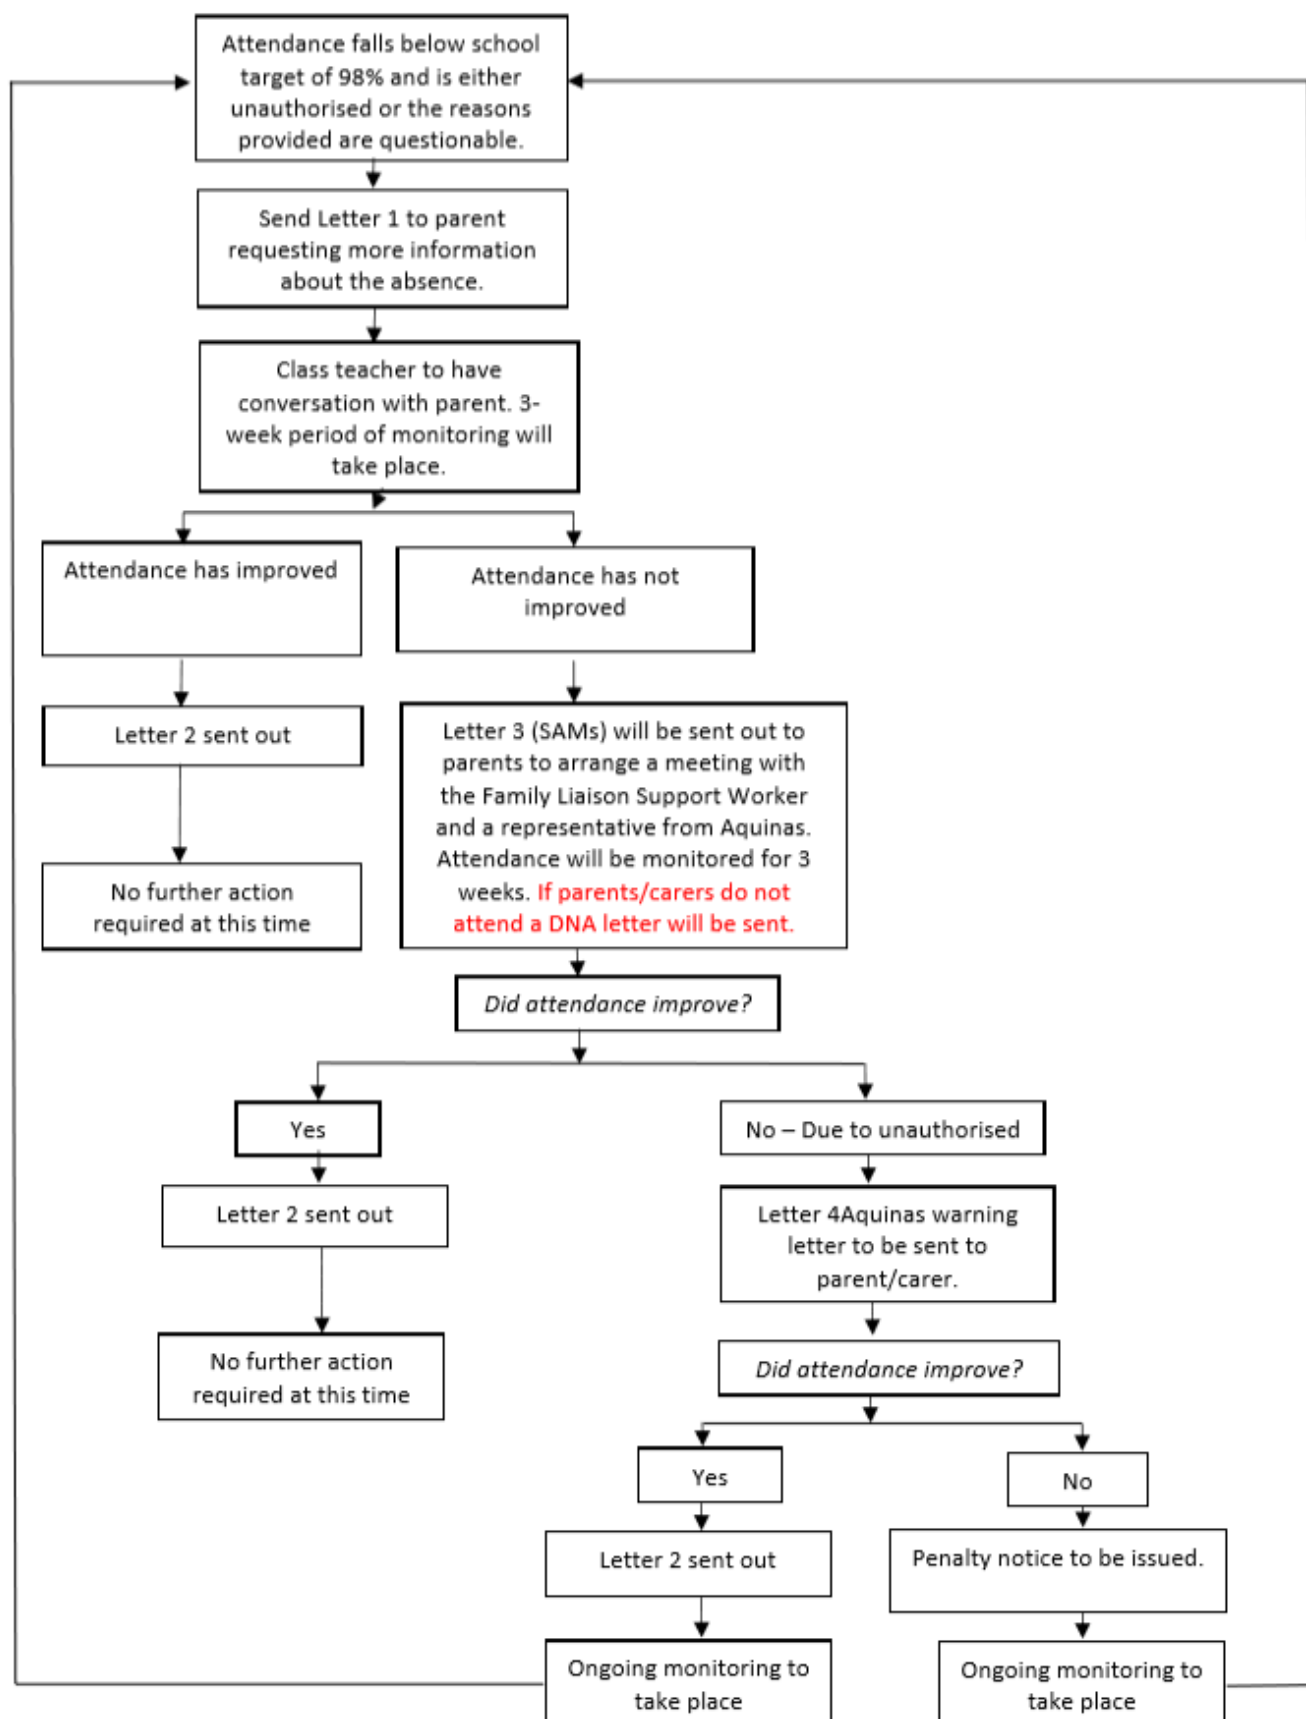 Attendance falls below school
target of 98% and is either
unauthorised or the reasons
provided are questionable.
Send Letter 1 to parent
requesting more information
about the absence.
Class teacher to have
conversation with parent. 3-
week period of monitoring will
take place.
Attendance has improved
Attendance has not
improved
Letter 2 sent out
Letter 3 (SAMs) will be sent out to
parents to arrange a meeting with
the Family Liaison Support Worker
and a representative from Aquinas.
Attendance will be monitored for 3
weeks. If parents/carers do not
attend a DNA letter will be sent.
No further action
required at this time
Did attendance improve?
Yes
No – Due to unauthorised
Letter 2 sent out
Letter 4Aquinas warning
letter to be sent to
parent/carer.
No further action
required at this time
Did attendance improve?
Yes
No
Letter 2 sent out
Penalty notice to be issued.
Ongoing monitoring to
take place
Ongoing monitoring to
take place